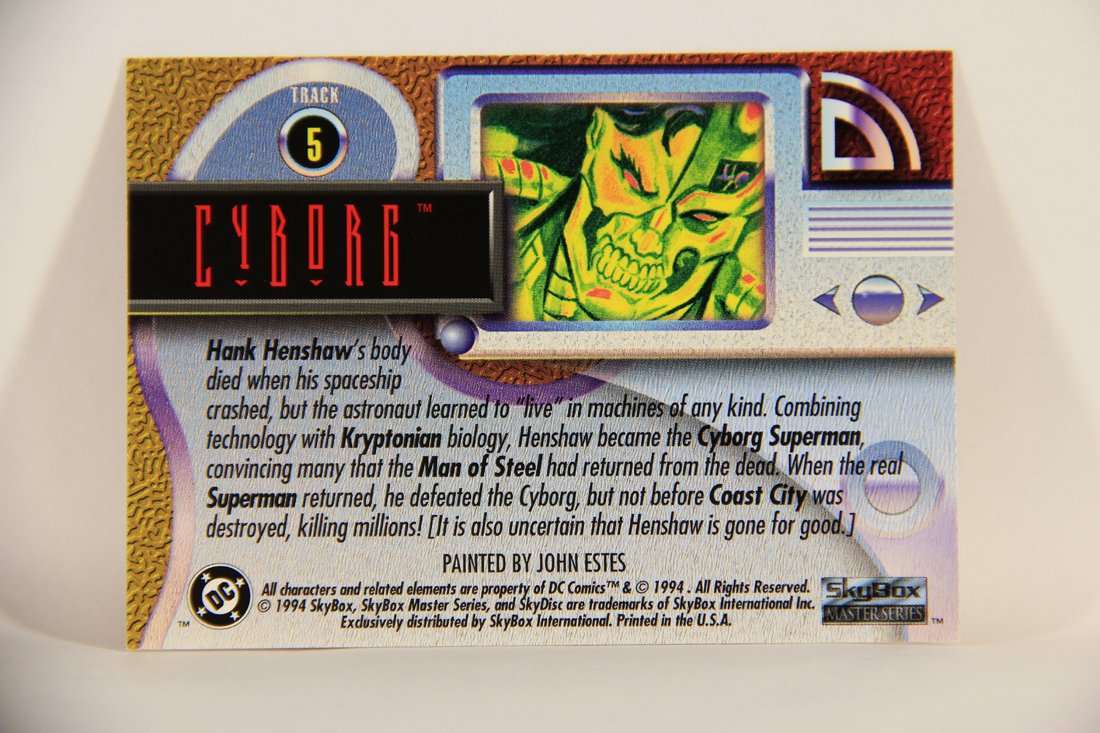 TRACK
5
CYBORG™
Hank Henshaw's body
died when his spaceship
crashed, but the astronaut learned to "live" in machines of any kind. Combining
technology with Kryptonian biology, Henshaw became the Cyborg Superman,
convincing many that the Man of Steel had returned from the dead. When the real
Superman returned, he defeated the Cyborg, but not before Coast City was
destroyed, killing millions! [It is also uncertain that Henshaw is gone for good.]
PAINTED BY JOHN ESTES
All characters and related elements are property of DC Comics™ & © 1994 . All Rights Reserved.
© 1994 SkyBox, SkyBox Master Series, and SkyDisc are trademarks of SkyBox International Inc.
Exclusively distributed by SkyBox International. Printed in the U.S.A.
DC
™
SkyBox
MASTER SERIES
™